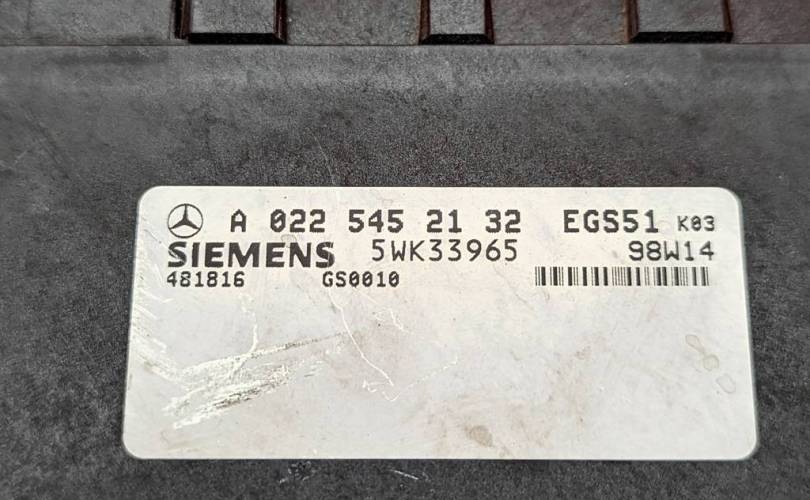 A 022 545 21 32 EGS51 K03
SIEMENS 5WK33965 98W14
481816 GS0010